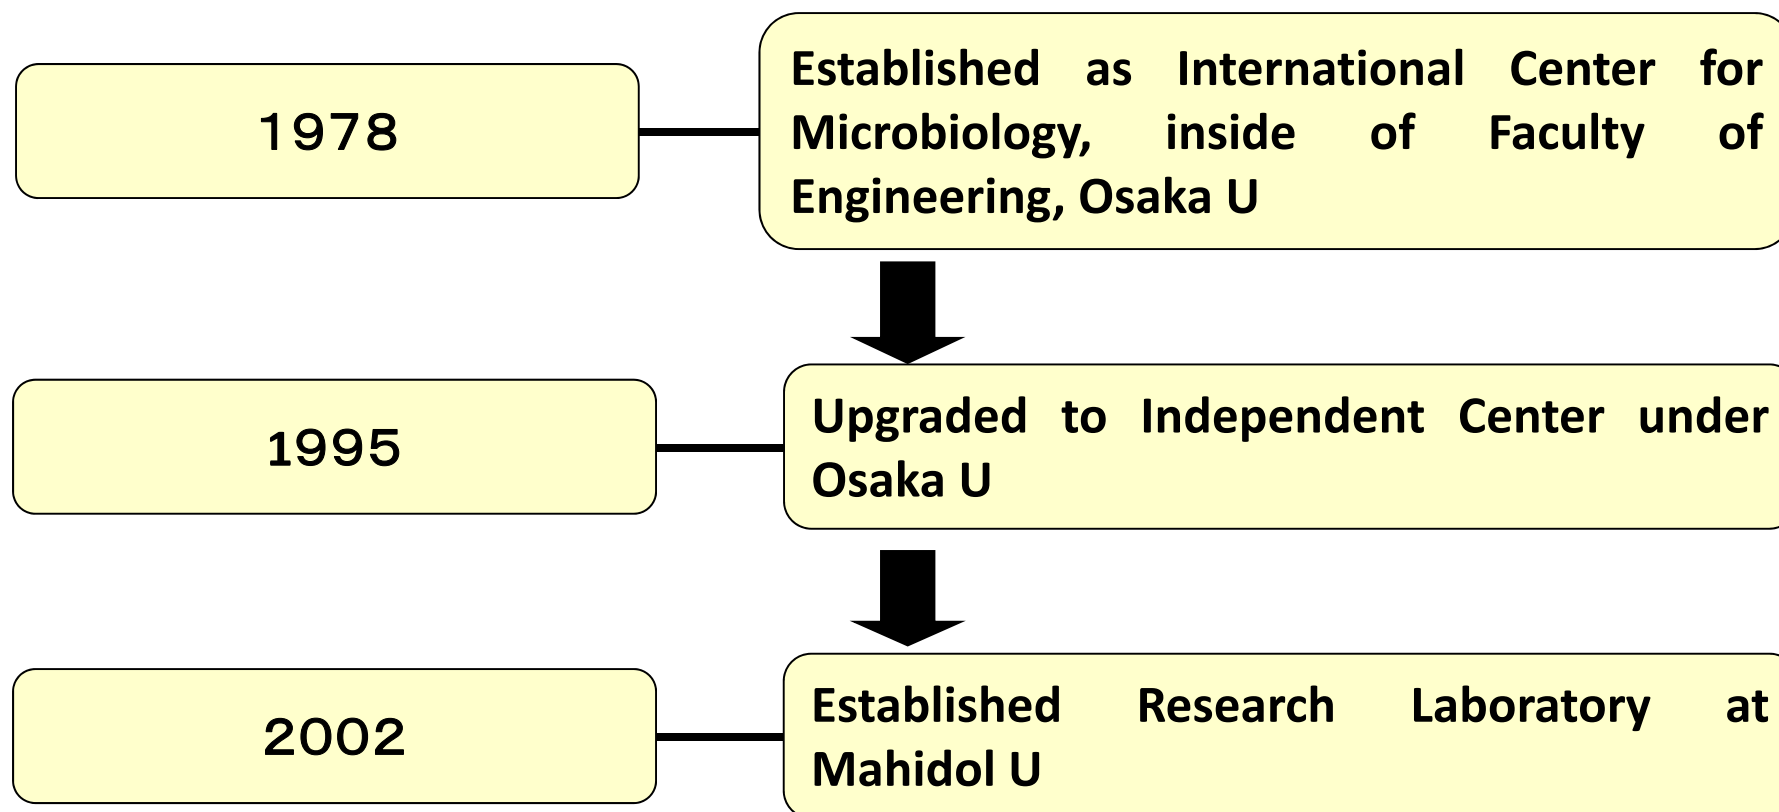 1978
Established as International Center for
Microbiology, inside of Faculty of
Engineering, Osaka U
1995
Upgraded to Independent Center under
Osaka U
2002
Established Research Laboratory at
Mahidol U